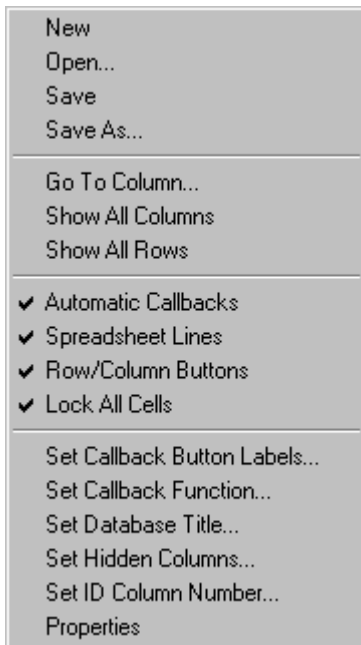 New
Open...
Save
Save As...
Go To Column...
Show All Columns
Show All Rows
Automatic Callbacks
Spreadsheet Lines
Row/Column Buttons
Lock All Cells
Set Callback Button Labels...
Set Callback Function...
Set Database Title...
Set Hidden Columns...
Set ID Column Number...
Properties